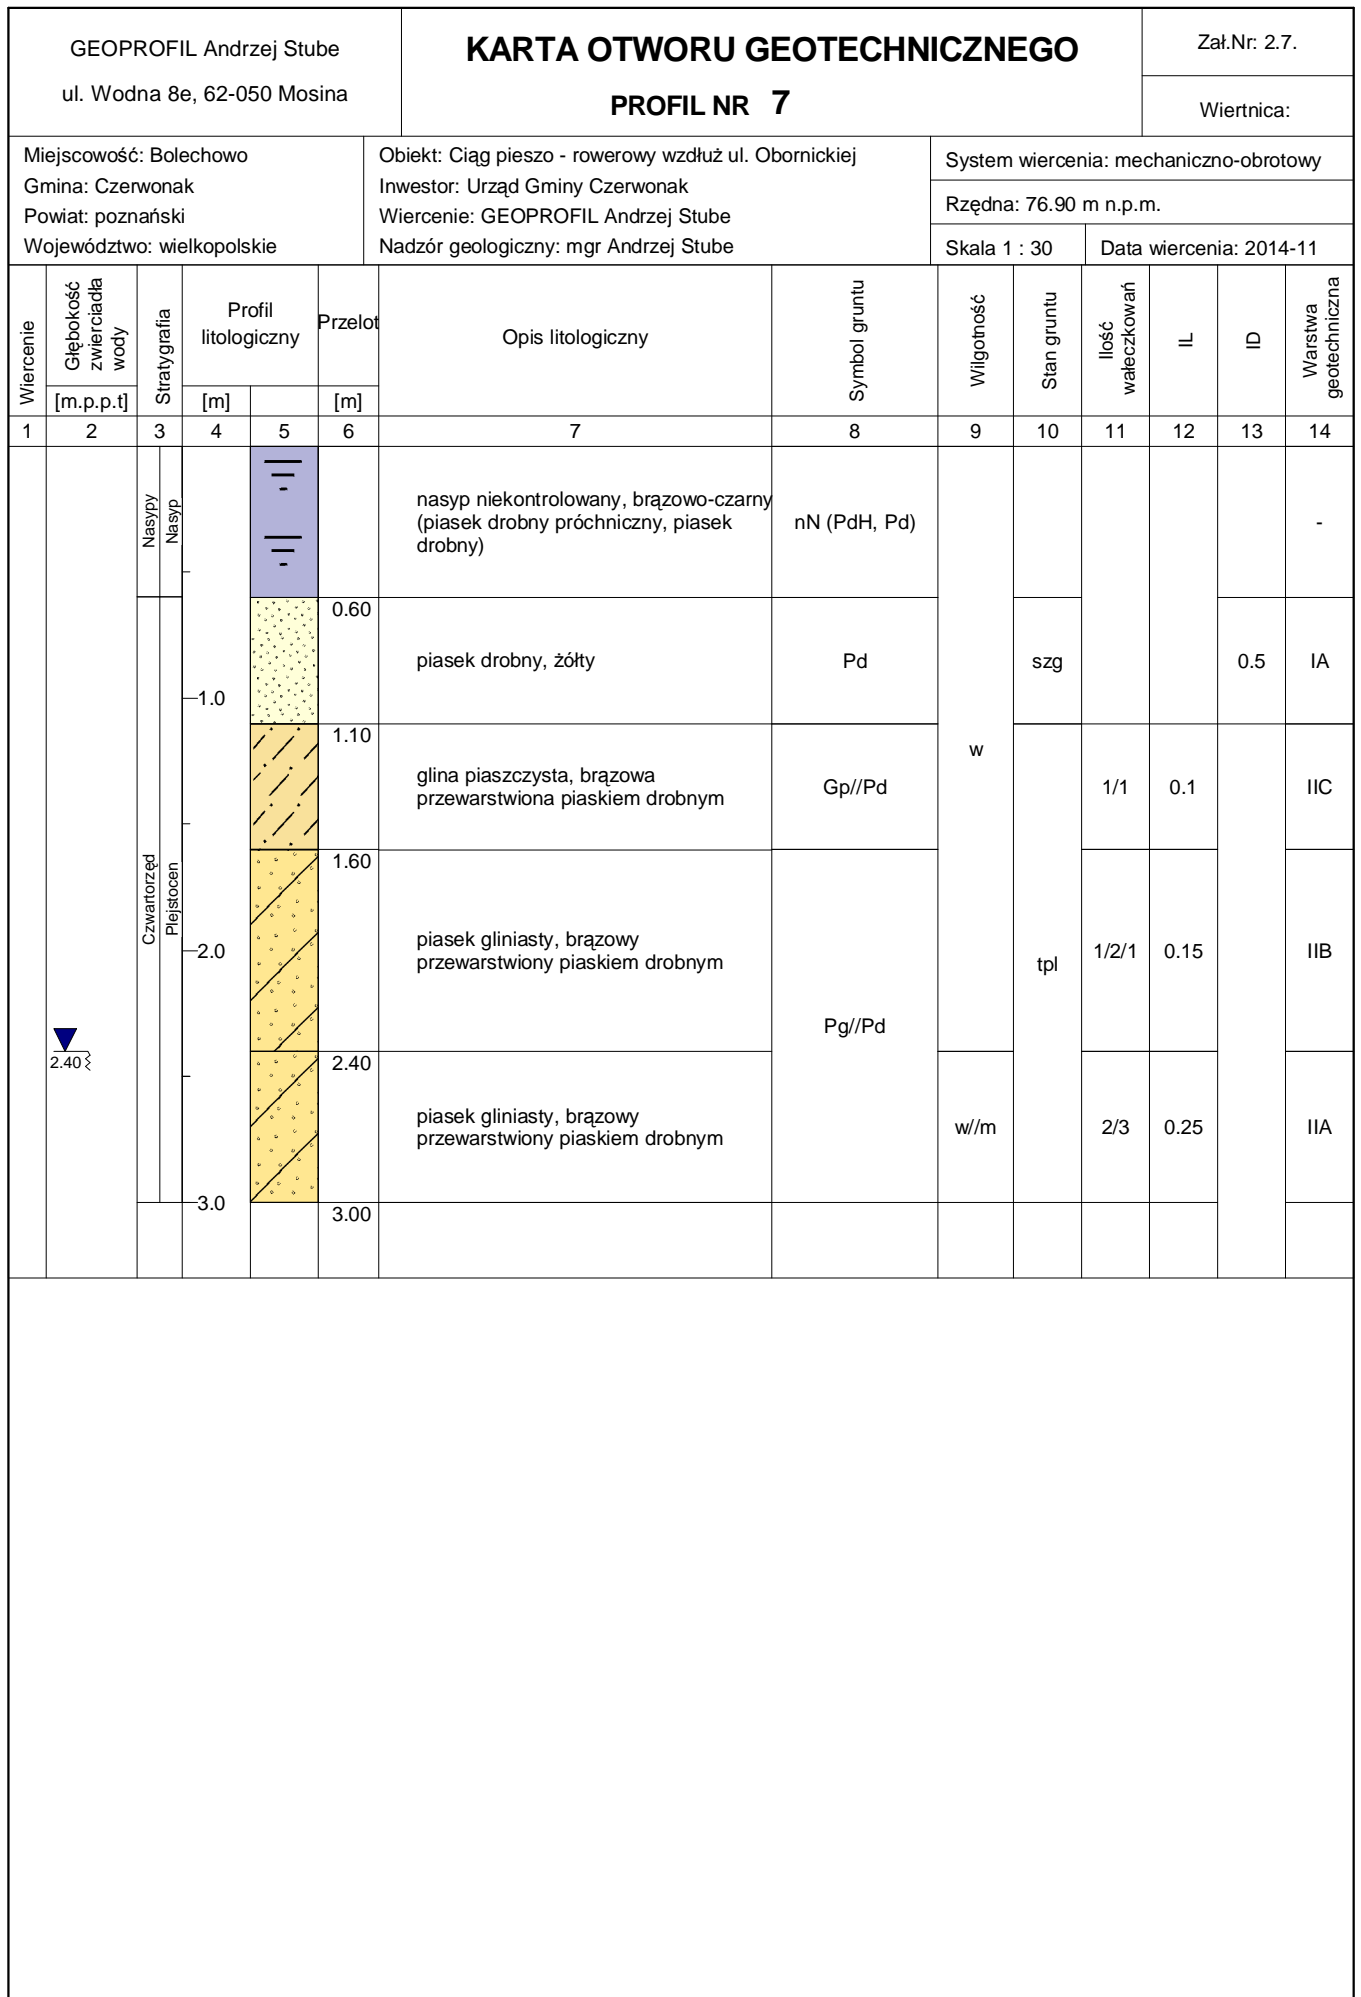 GEOPROFIL Andrzej Stube
ul. Wodna 8e, 62-050 Mosina
KARTA OTWORU GEOTECHNICZNEGO
PROFIL NR 7
Zał.Nr: 2.7.
Wiertnica:
Miejscowość: Bolechowo
Gmina: Czerwonak
Powiat: poznański
Województwo: wielkopolskie
Obiekt: Ciąg pieszo - rowerowy wzdłuż ul. Obornickiej
Inwestor: Urząd Gminy Czerwonak
Wiercenie: GEOPROFIL Andrzej Stube
Nadzór geologiczny: mgr Andrzej Stube
System wiercenia: mechaniczno-obrotowy
Rzędna: 76.90 m n.p.m.
Skala 1 : 30
Data wiercenia: 2014-11
Wiercenie
Głębokość
zwierciadła
wody
[m.p.p.t]
Stratygrafia
Profil
litologiczny
[m]
Przelot
[m]
Opis litologiczny
Symbol gruntu
Wilgotność
Stan gruntu
Ilość
wałeczkowań
IL
ID
Warstwa
geotechniczna
1 2 3 4 5 6 7 8 9 10 11 12 13 14
Nasypy
Nasyp
nasyp niekontrolowany, brązowo-czarny
(piasek drobny próchniczny, piasek
drobny)
nN (PdH, Pd)
-
0.60
piasek drobny, żółty
Pd
szg
0.5
IA
1.0
1.10
glina piaszczysta, brązowa
przewarstwiona piaskiem drobnym
Gp//Pd
w
1/1
0.1
IIC
Czwartorzęd
Plejstocen
1.60
piasek gliniasty, brązowy
przewarstwiony piaskiem drobnym
2.0
Pg//Pd
tpl
1/2/1
0.15
IIB
2.40
2.40
piasek gliniasty, brązowy
przewarstwiony piaskiem drobnym
w//m
2/3
0.25
IIA
3.0
3.00